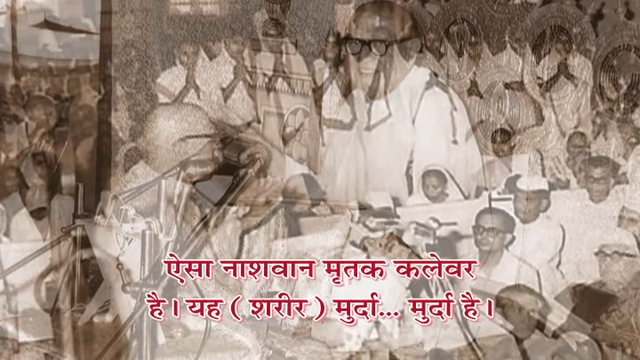 ऐसा नाशवान मृतक कलेवर
है। यह ( शरीर ) मुर्दा... मुर्दा है।